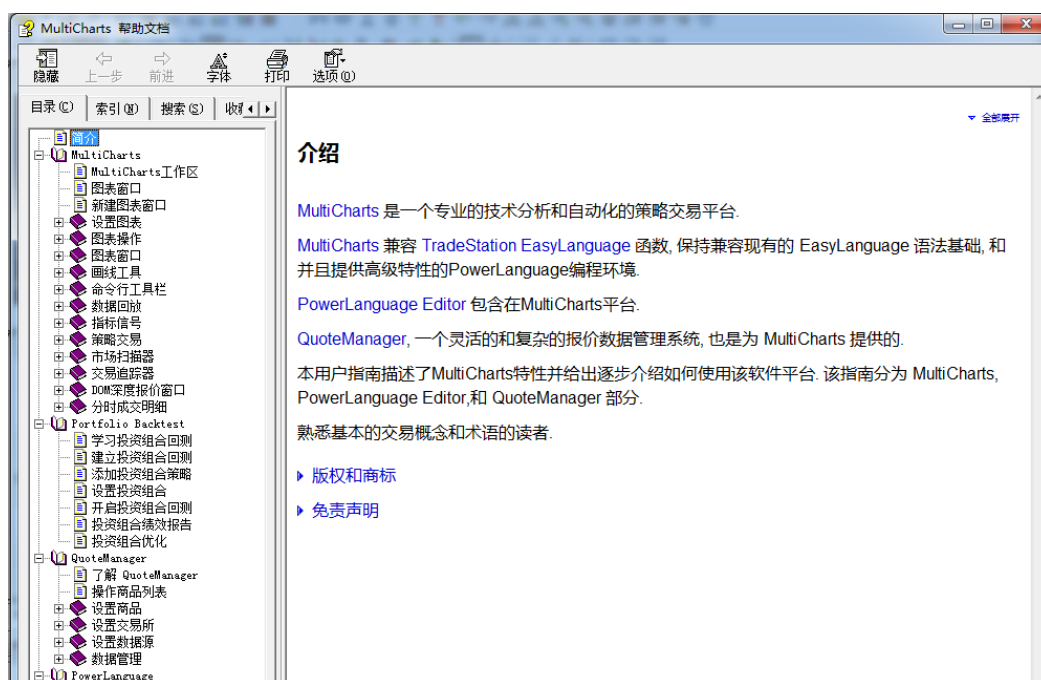 MultiCharts 帮助文档
隐藏 上一步 前进 字体 打印 选项(O)
目录(C) 索引(N) 搜索(S)
全部展开
简介
MultiCharts
MultiCharts工作区
图表窗口
新建图表窗口
设置图表
图表操作
图表窗口
画线工具
命令行工具栏
数据回放
指标信号
策略交易
市场扫描器
交易追踪器
DOM深度报价窗口
分时成交明细
Portfolio Backtest
学习投资组合回测
建立投资组合回测
添加投资组合策略
设置投资组合
开启投资组合回测
投资组合绩效报告
投资组合优化
QuoteManager
了解 QuoteManager
操作商品列表
设置商品
设置交易所
设置数据源
数据管理
PowerLanguage
介绍
MultiCharts 是一个专业的技术分析和自动化的策略交易平台.
MultiCharts 兼容 TradeStation EasyLanguage 函数, 保持兼容现有的 EasyLanguage 语法基础, 和
并且提供高级特性的PowerLanguage编程环境.
PowerLanguage Editor 包含在MultiCharts平台.
QuoteManager, 一个灵活的和复杂的报价数据管理系统, 也是为 MultiCharts 提供的.
本用户指南描述了MultiCharts特性并给出逐步介绍如何使用该软件平台. 该指南分为 MultiCharts,
PowerLanguage Editor,和 QuoteManager 部分.
熟悉基本的交易概念和术语的读者.
版权和商标
免责声明